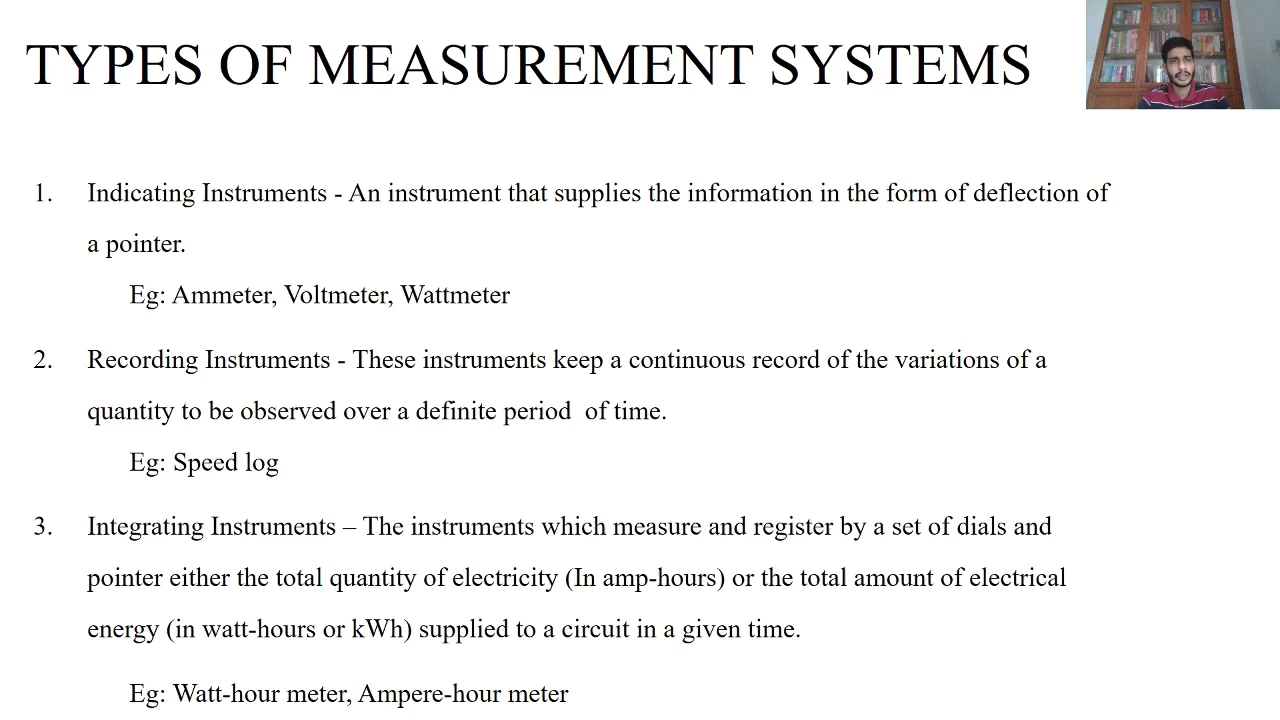 TYPES OF MEASUREMENT SYSTEMS
1. Indicating Instruments - An instrument that supplies the information in the form of deflection of
a pointer.
Eg: Ammeter, Voltmeter, Wattmeter
2. Recording Instruments - These instruments keep a continuous record of the variations of a
quantity to be observed over a definite period  of time.
Eg: Speed log
3. Integrating Instruments – The instruments which measure and register by a set of dials and
pointer either the total quantity of electricity (In amp-hours) or the total amount of electrical
energy (in watt-hours or kWh) supplied to a circuit in a given time.
Eg: Watt-hour meter, Ampere-hour meter